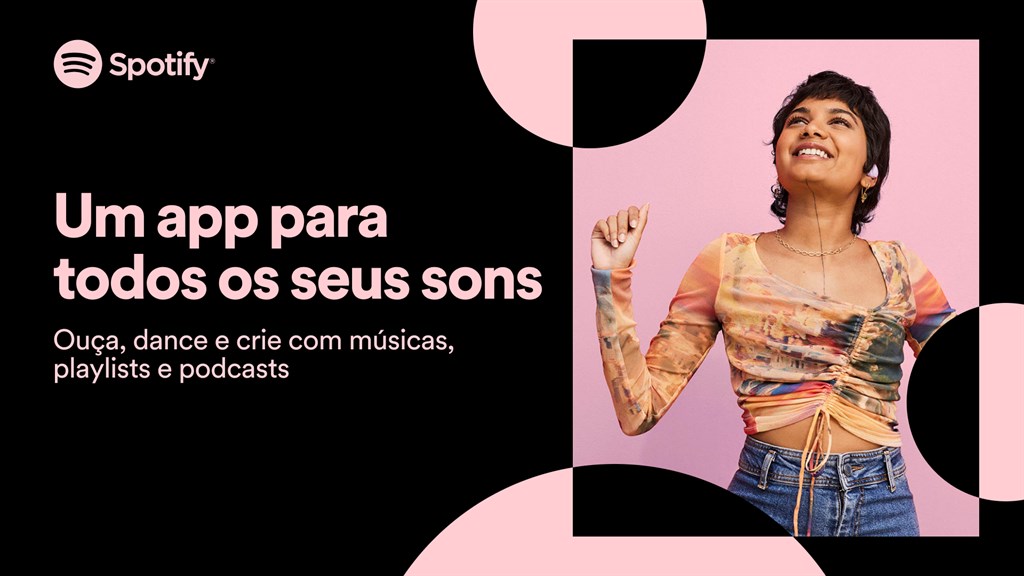 Spotify®
Um app para
todos os seus sons
Ouça, dance e crie com músicas,
playlists e podcasts